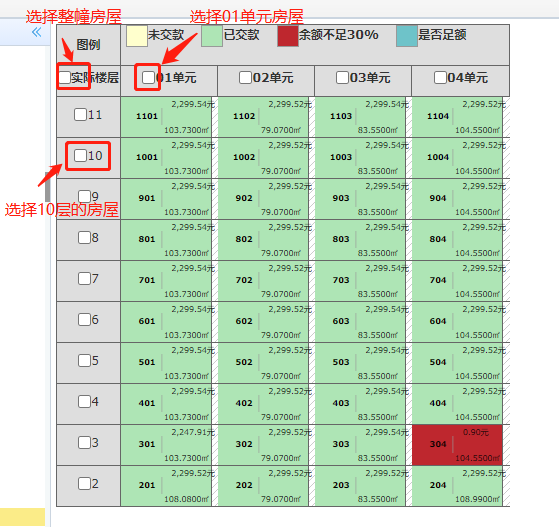 选择整幢房屋 选择01单元房屋
图例 未交款 已交款 余额不足30% 是否足额
实际楼层 01单元 02单元 03单元 04单元
2,299.54元 2,299.52元 2,299.54元 2,299.52元
11 1101 1102 1103 1104
103.7300㎡ 79.0700㎡ 83.5500㎡ 104.5500㎡
2,299.54元 2,299.52元 2,299.54元 2,299.52元
10 1001 1002 1003 1004
103.7300㎡ 79.0700㎡ 83.5500㎡ 104.5500㎡
2,299.54元 2,299.52元 2,299.54元 2,299.52元
9 901 902 903 904
选择10层的房屋
103.7300㎡ 79.0700㎡ 83.5500㎡ 104.5500㎡
2,299.54元 2,299.52元 2,299.54元 2,299.52元
8 801 802 803 804
103.7300㎡ 79.0700㎡ 83.5500㎡ 104.5500㎡
2,299.54元 2,299.52元 2,299.54元 2,299.52元
7 701 702 703 704
103.7300㎡ 79.0700㎡ 83.5500㎡ 104.5500㎡
2,299.54元 2,299.52元 2,299.54元 2,299.52元
6 601 602 603 604
103.7300㎡ 79.0700㎡ 83.5500㎡ 104.5500㎡
2,299.54元 2,299.52元 2,299.54元 2,299.52元
5 501 502 503 504
103.7300㎡ 79.0700㎡ 83.5500㎡ 104.5500㎡
2,299.54元 2,299.52元 2,299.54元 2,299.52元
4 401 402 403 404
103.7300㎡ 79.0700㎡ 83.5500㎡ 104.5500㎡
2,247.91元 2,299.52元 2,299.54元 0.90元
3 301 302 303 304
103.7300㎡ 79.0700㎡ 83.5500㎡ 104.5500㎡
2,299.52元 2,299.52元 2,299.54元 2,299.52元
2 201 202 203 204
108.0800㎡ 79.0700㎡ 83.5500㎡ 108.9900㎡